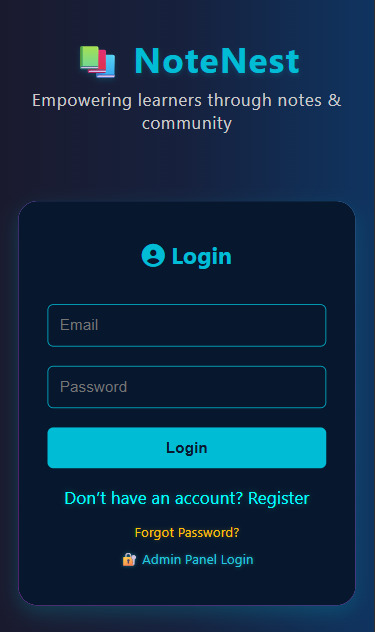 NoteNest
Empowering learners through notes &
community
Login
Email
Password
Login
Don’t have an account? Register
Forgot Password?
Admin Panel Login